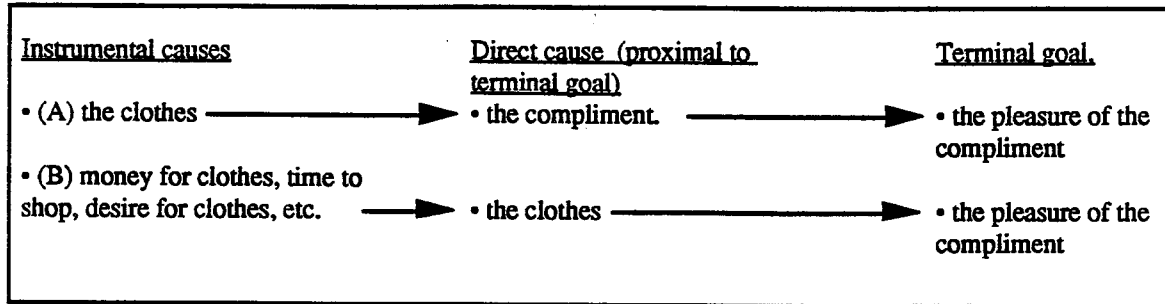 Instrumental causes
Direct cause (proximal to terminal goal)
Terminal goal.
• (A) the clothes
• the compliment.
• the pleasure of the compliment
• (B) money for clothes, time to shop, desire for clothes, etc.
• the clothes
• the pleasure of the compliment